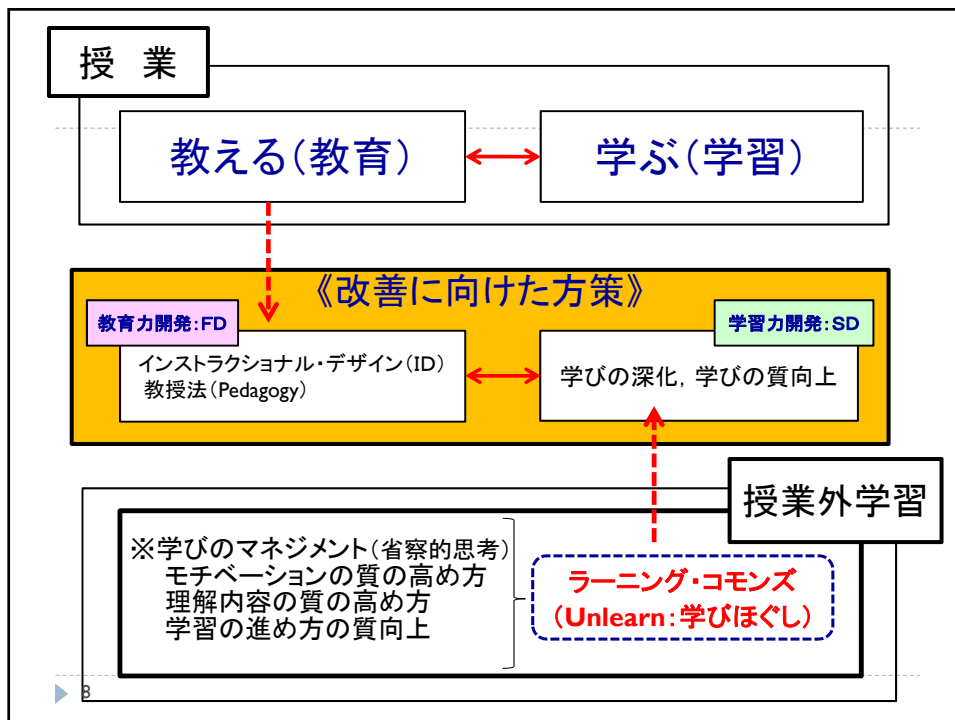 授 業
教える(教育)
学ぶ(学習)
《改善に向けた方策》
教育力開発:FD
学習力開発:SD
インストラクショナル・デザイン(ID)
教授法(Pedagogy)
学びの深化，学びの質向上
授業外学習
※学びのマネジメント(省察的思考)
モチベーションの質の高め方
理解内容の質の高め方
学習の進め方の質向上
ラーニング・コモンズ
(Unlearn:学びほぐし)
8